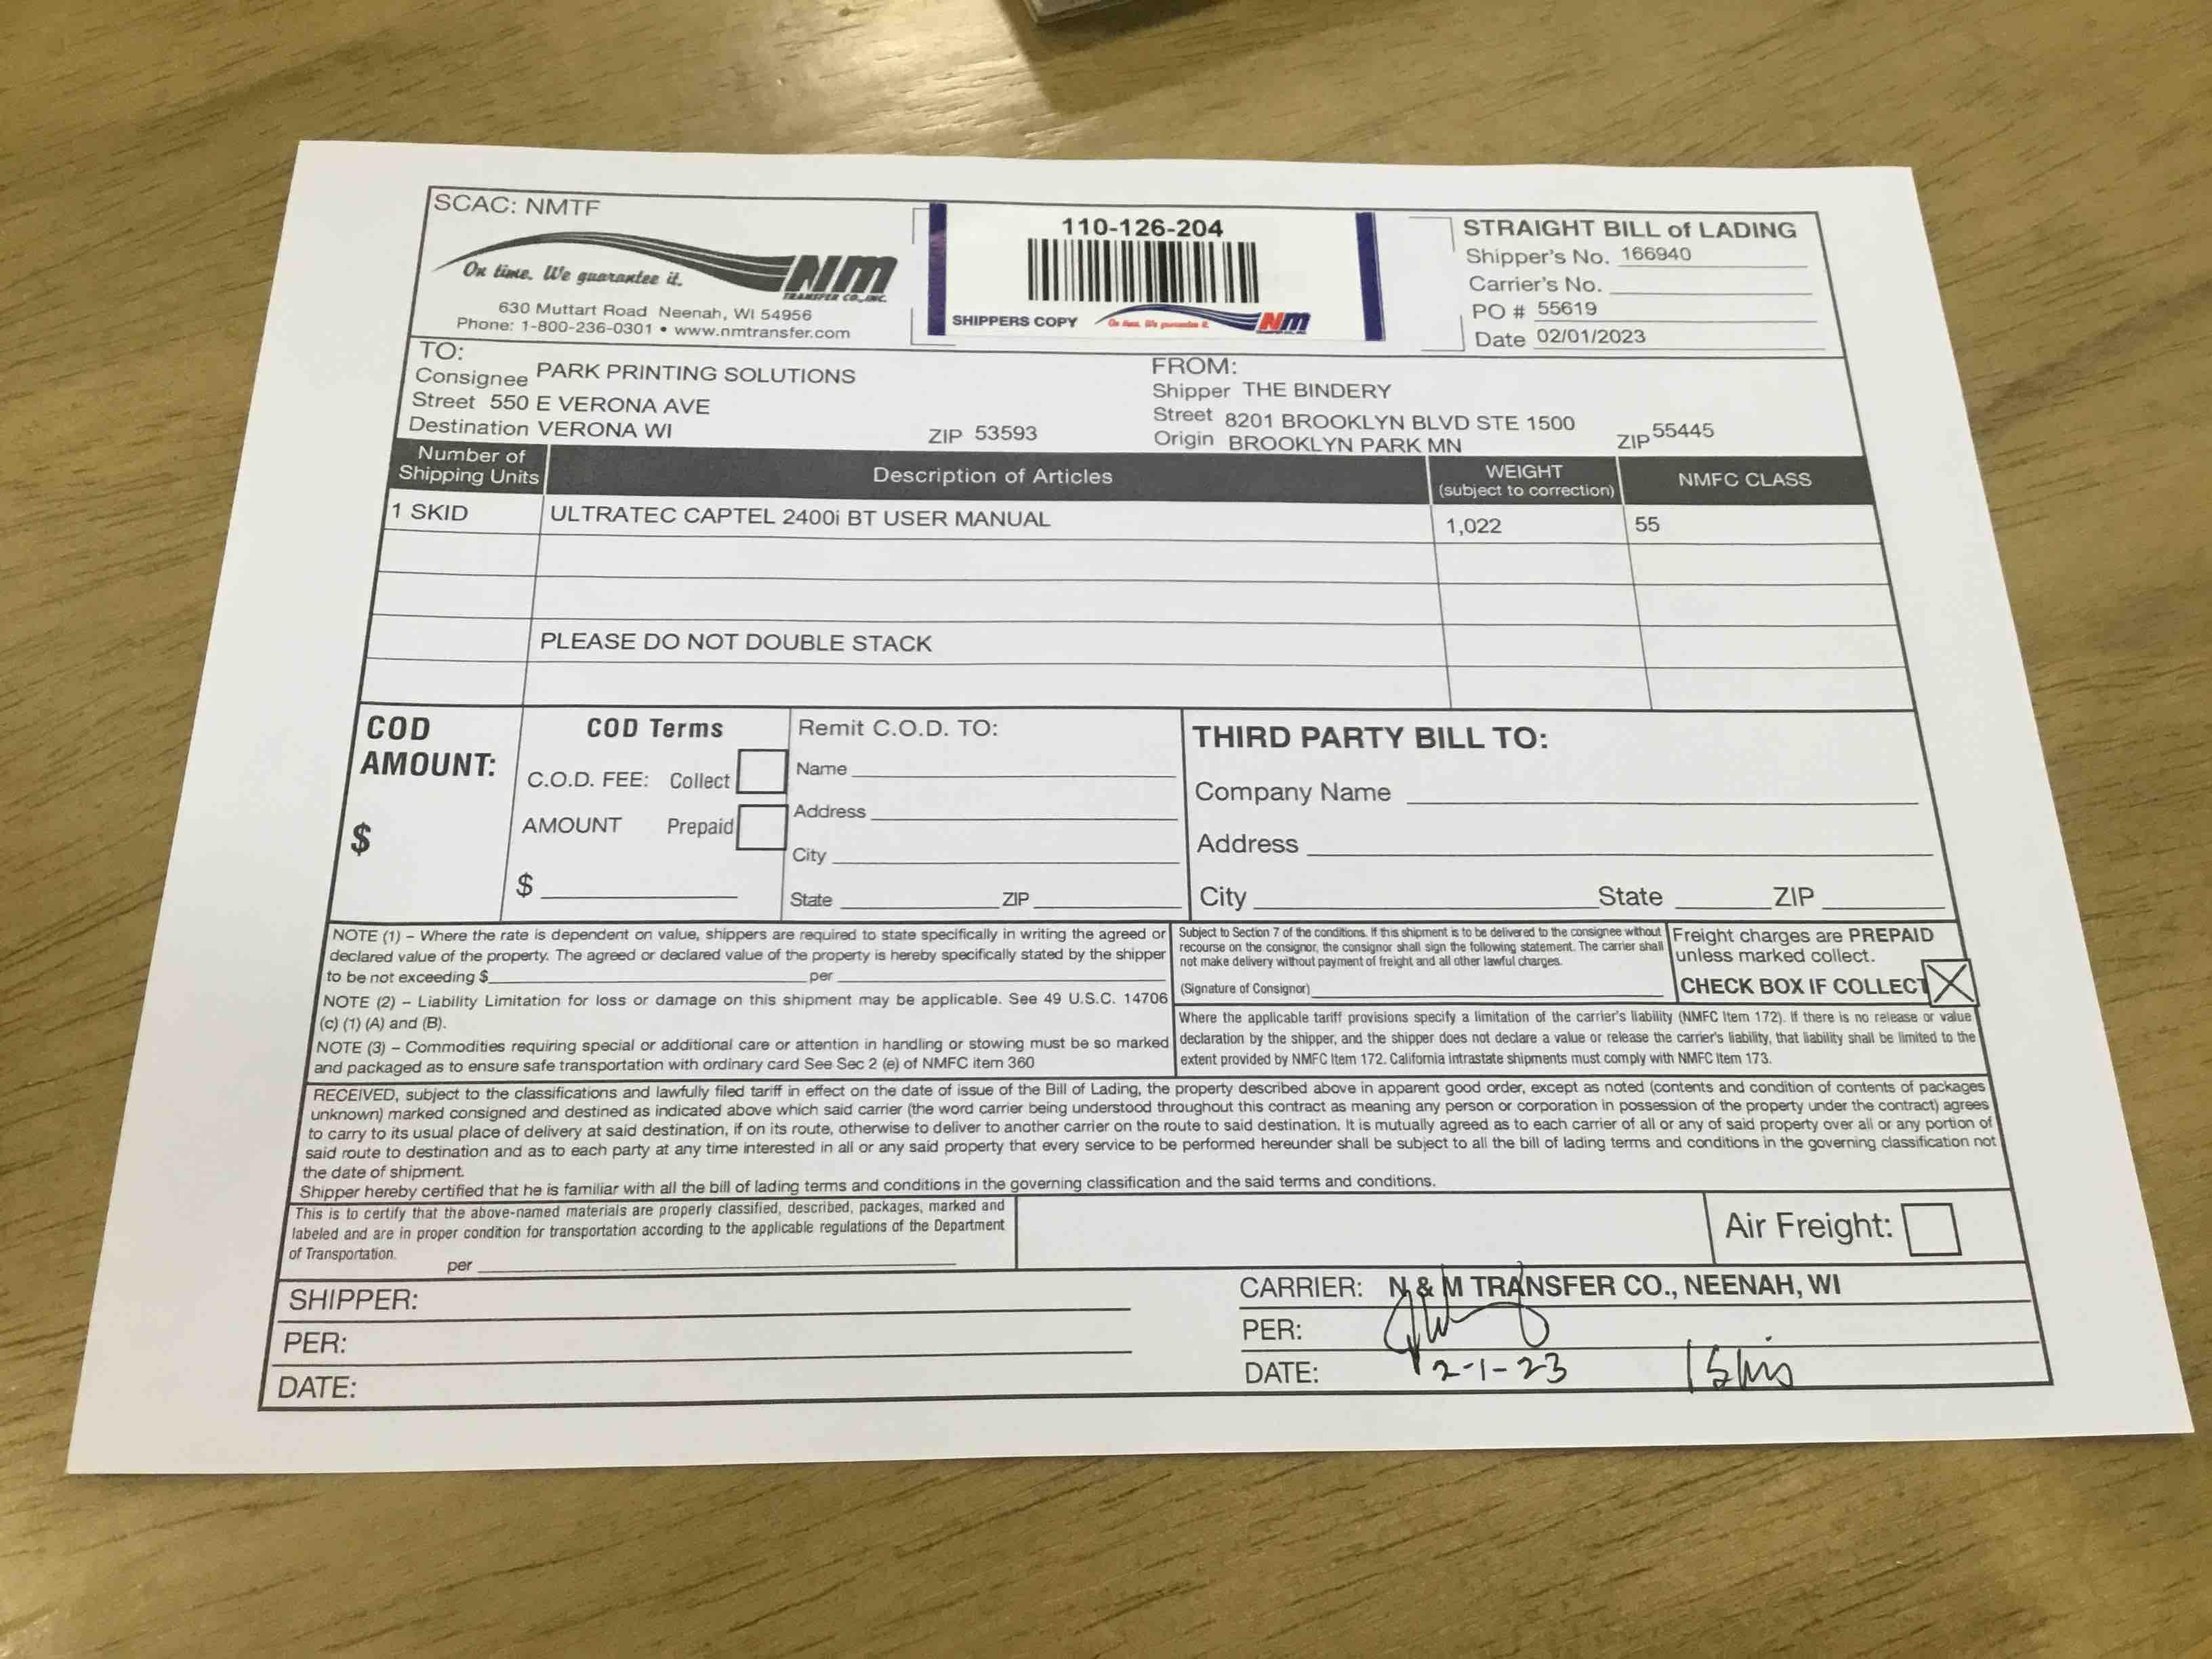 SCAC: NMTF
On time. We guarantee it.
NM
TRANSFER CO., INC.
630 Muttart Road Neenah, WI 54956
Phone: 1-800-236-0301 • www.nmtransfer.com
110-126-204
SHIPPERS COPY
On time. We guarantee it.
NM
STRAIGHT BILL of LADING
Shipper's No. 166940
Carrier's No.
PO # 55619
Date 02/01/2023
TO:
Consignee PARK PRINTING SOLUTIONS
Street 550 E VERONA AVE
Destination VERONA WI ZIP 53593
FROM:
Shipper THE BINDERY
Street 8201 BROOKLYN BLVD STE 1500
Origin BROOKLYN PARK MN ZIP 55445
Number of
Shipping Units
Description of Articles
WEIGHT
(subject to correction)
NMFC CLASS
1 SKID ULTRATEC CAPTEL 2400i BT USER MANUAL 1,022 55
PLEASE DO NOT DOUBLE STACK
COD
AMOUNT:
$
COD Terms
C.O.D. FEE: Collect
AMOUNT Prepaid
$
Remit C.O.D. TO:
Name
Address
City
State ZIP
THIRD PARTY BILL TO:
Company Name
Address
City State ZIP
NOTE (1) – Where the rate is dependent on value, shippers are required to state specifically in writing the agreed or
declared value of the property. The agreed or declared value of the property is hereby specifically stated by the shipper
to be not exceeding $ per
NOTE (2) – Liability Limitation for loss or damage on this shipment may be applicable. See 49 U.S.C. 14706
(c) (1) (A) and (B).
NOTE (3) – Commodities requiring special or additional care or attention in handling or stowing must be so marked
and packaged as to ensure safe transportation with ordinary card See Sec 2 (e) of NMFC item 360
Subject to Section 7 of the conditions. If this shipment is to be delivered to the consignee without
recourse on the consignor, the consignor shall sign the following statement. The carrier shall
not make delivery without payment of freight and all other lawful charges.
(Signature of Consignor)
Freight charges are PREPAID
unless marked collect.
CHECK BOX IF COLLECT X
Where the applicable tariff provisions specify a limitation of the carrier's liability (NMFC Item 172). If there is no release or value
declaration by the shipper, and the shipper does not declare a value or release the carrier's liability, that liability shall be limited to the
extent provided by NMFC Item 172. California intrastate shipments must comply with NMFC Item 173.
RECEIVED, subject to the classifications and lawfully filed tariff in effect on the date of issue of the Bill of Lading, the property described above in apparent good order, except as noted (contents and condition of contents of packages
unknown) marked consigned and destined as indicated above which said carrier (the word carrier being understood throughout this contract as meaning any person or corporation in possession of the property under the contract) agrees
to carry to its usual place of delivery at said destination, if on its route, otherwise to deliver to another carrier on the route to said destination. It is mutually agreed as to each carrier of all or any of said property over all or any portion of
said route to destination and as to each party at any time interested in all or any said property that every service to be performed hereunder shall be subject to all the bill of lading terms and conditions in the governing classification not
the date of shipment.
Shipper hereby certified that he is familiar with all the bill of lading terms and conditions in the governing classification and the said terms and conditions.
This is to certify that the above-named materials are properly classified, described, packages, marked and
labeled and are in proper condition for transportation according to the applicable regulations of the Department
of Transportation.
per
Air Freight:
SHIPPER:
PER:
DATE:
CARRIER: N & M TRANSFER CO., NEENAH, WI
PER:
DATE: 2-1-23